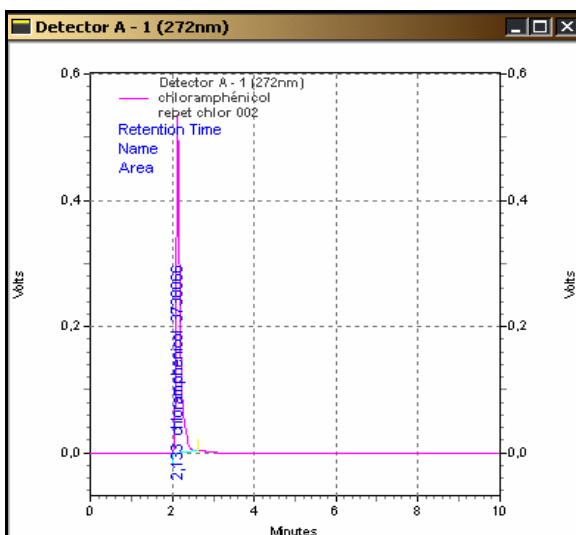 Detector A - 1 (272nm)
0,6
0,6
Detector A - 1 (272nm)
chloramphénicol
repet chlor 002
Retention Time
Name
Area
0,4
0,4
Volts
Volts
0,2
0,2
2,133 chloramphénicol 3730066
0,0
0,0
0
2
4
6
8
10
Minutes